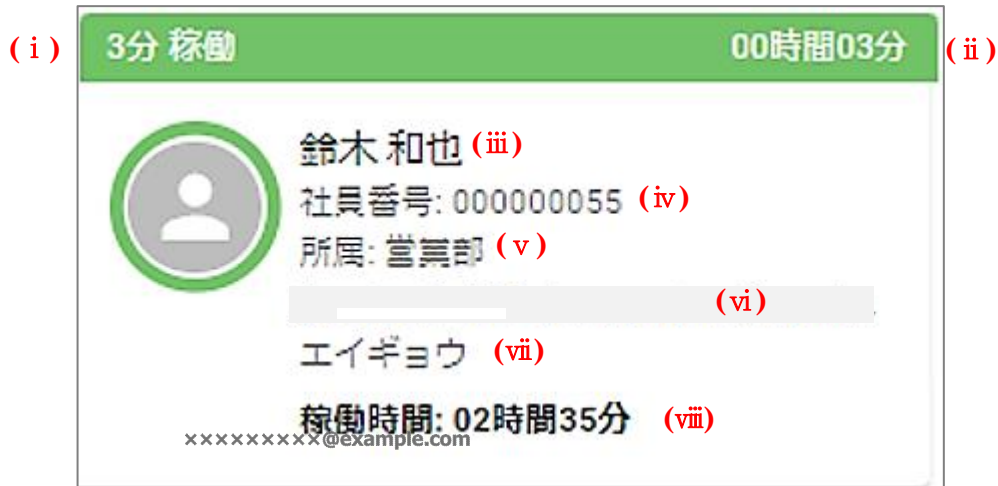 (ⅰ) 3分 稼働 00時間03分 (ⅱ)
鈴木 和也 (ⅲ)
社員番号: 000000055 (ⅳ)
所属: 営業部 (ⅴ)
(ⅵ)
エイギョウ (ⅶ)
稼働時間: 02時間35分 (ⅷ)
×××××××××@example.com